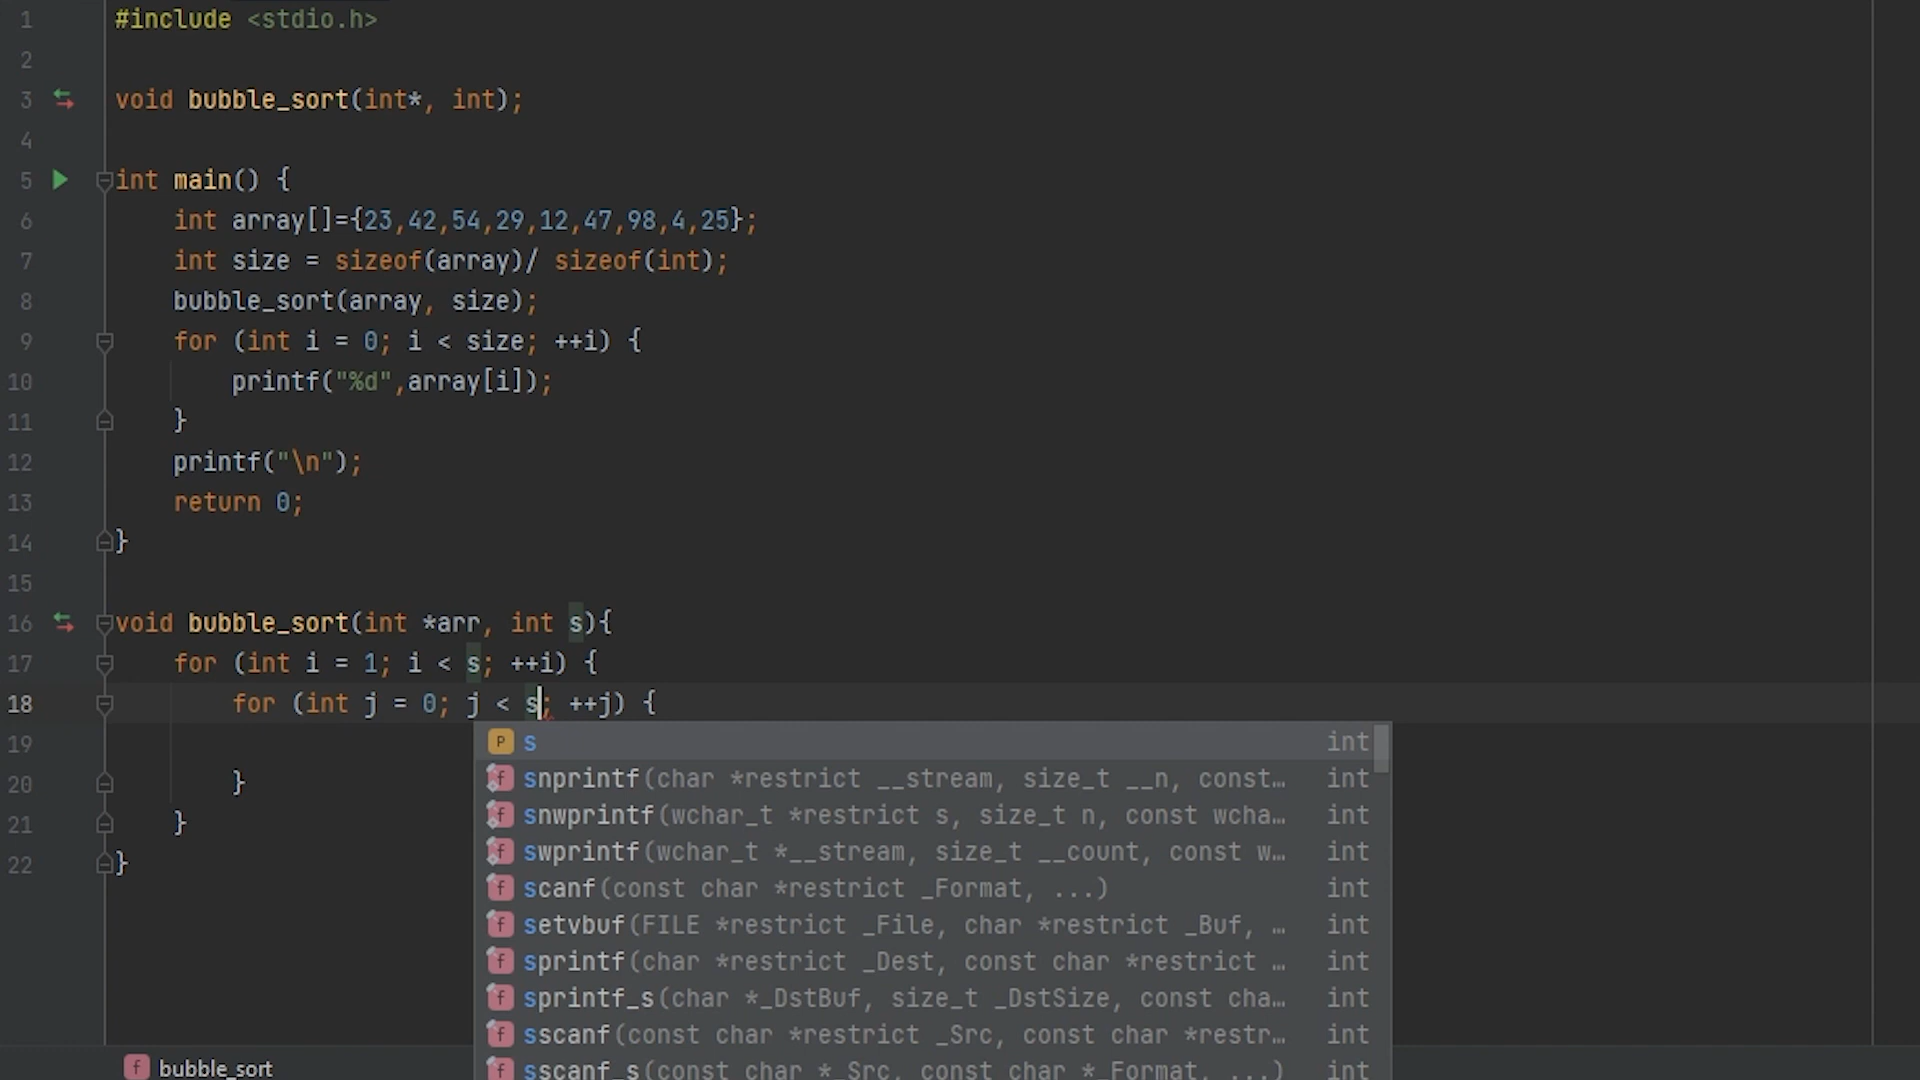 1 #include <stdio.h>
2
3 void bubble_sort(int*, int);
4
5 int main() {
6 int array[]={23,42,54,29,12,47,98,4,25};
7 int size = sizeof(array)/ sizeof(int);
8 bubble_sort(array, size);
9 for (int i = 0; i < size; ++i) {
10 printf("%d",array[i]);
11 }
12 printf("\n");
13 return 0;
14 }
15
16 void bubble_sort(int *arr, int s){
17 for (int i = 1; i < s; ++i) {
18 for (int j = 0; j < s; ++j) {
19
20 }
21 }
22 }
P s int
f snprintf(char *restrict __stream, size_t __n, const… int
f snwprintf(wchar_t *restrict s, size_t n, const wcha… int
f swprintf(wchar_t *__stream, size_t __count, const w… int
f scanf(const char *restrict _Format, ...) int
f setvbuf(FILE *restrict _File, char *restrict _Buf, … int
f sprintf(char *restrict _Dest, const char *restrict … int
f sprintf_s(char *_DstBuf, size_t _DstSize, const cha… int
f sscanf(const char *restrict _Src, const char *restr… int
f sscanf_s(const char *_Src, const char *_Format, ...) int
f bubble_sort